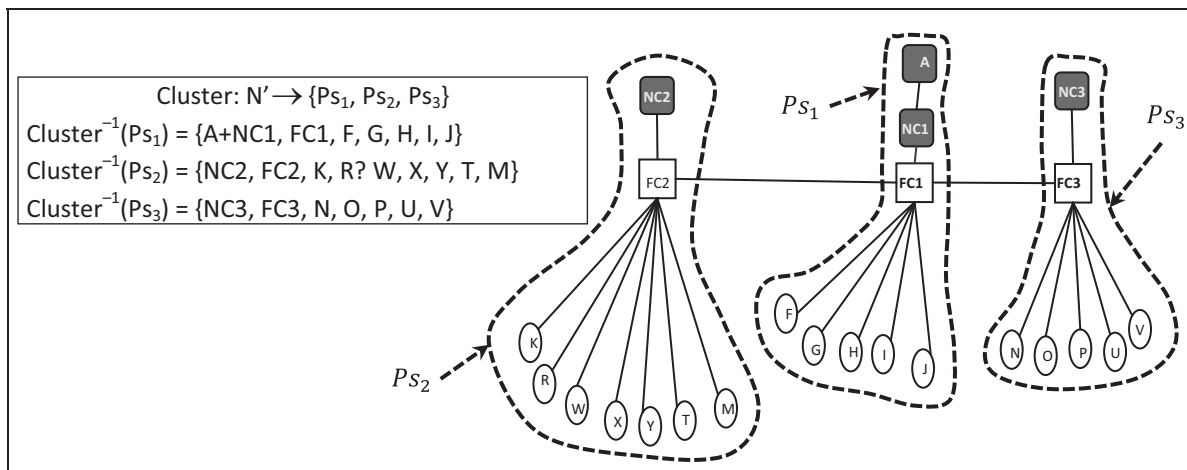 Cluster: N' → {Ps₁, Ps₂, Ps₃}
Cluster⁻¹(Ps₁) = {A+NC1, FC1, F, G, H, I, J}
Cluster⁻¹(Ps₂) = {NC2, FC2, K, R? W, X, Y, T, M}
Cluster⁻¹(Ps₃) = {NC3, FC3, N, O, P, U, V}
A
NC2
NC3
Ps₁
NC1
Ps₃
FC2
FC1
FC3
F
G
H
I
J
N
O
P
U
V
K
R
W
X
Y
T
M
Ps₂